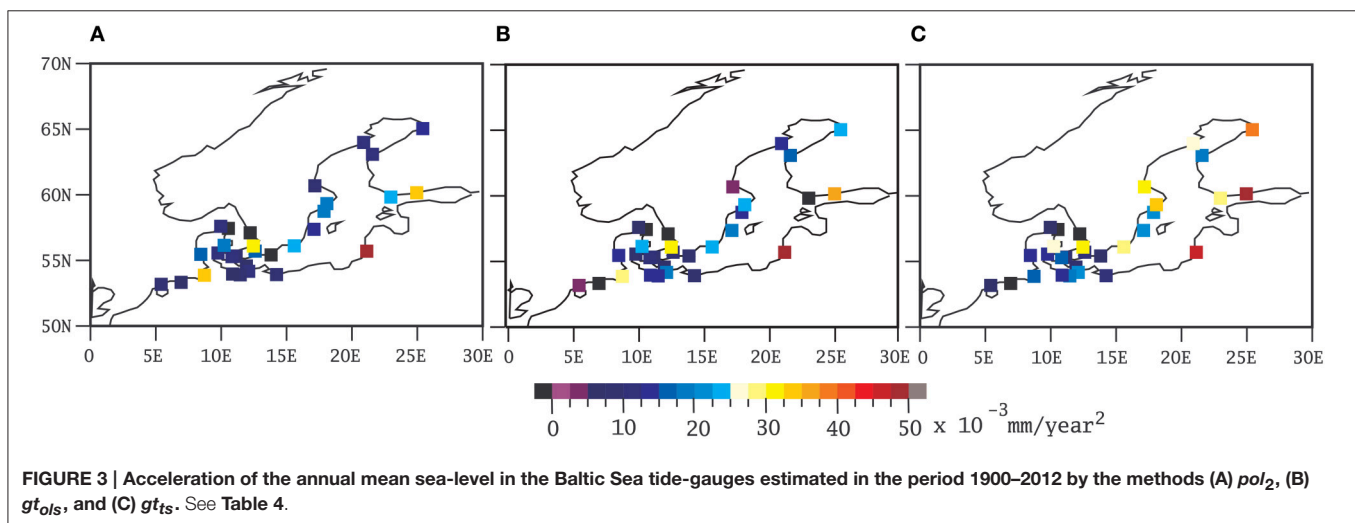 A B C
70N
65N
60N
55N
50N
0 5E 10E 15E 20E 25E 30E 0 5E 10E 15E 20E 25E 30E 0 5E 10E 15E 20E 25E 30E
0 10 20 30 40 50 x 10⁻³mm/year²
FIGURE 3 | Acceleration of the annual mean sea-level in the Baltic Sea tide-gauges estimated in the period 1900–2012 by the methods (A) pol₂, (B)
gt_ols, and (C) gt_ts. See Table 4.